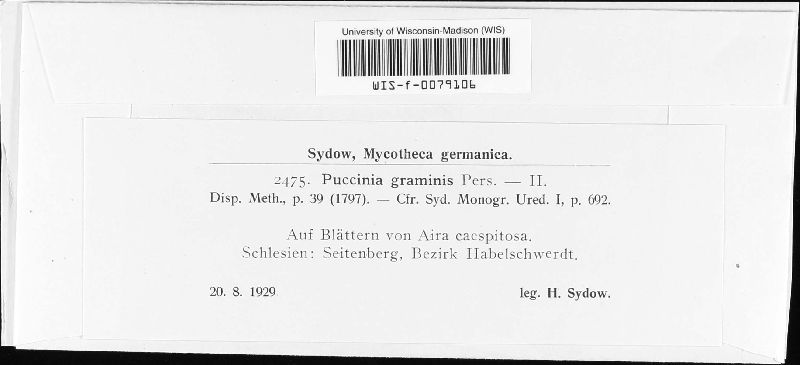 University of Wisconsin-Madison (WIS)
WIS-f-0079106
Sydow, Mycotheca germanica.
2475. Puccinia graminis Pers. — II.
Disp. Meth., p. 39 (1797). — Cfr. Syd. Monogr. Ured. I, p. 692.
Auf Blättern von Aira caespitosa.
Schlesien: Seitenberg, Bezirk Habelschwerdt.
20. 8. 1929 leg. H. Sydow.